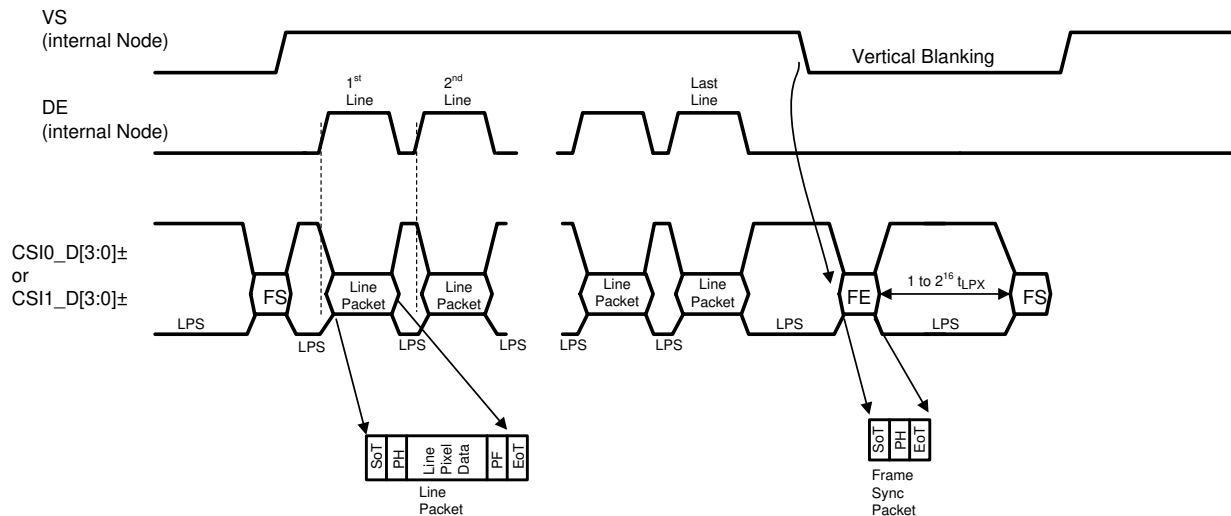 VS
(internal Node)
Vertical Blanking
1st
Line
2nd
Line
Last
Line
DE
(internal Node)
CSI0_D[3:0]±
or
CSI1_D[3:0]±
FS
Line
Packet
Line
Packet
Line
Packet
Line
Packet
FE
1 to 2^16 tLPX
FS
LPS
LPS
LPS
LPS
LPS
LPS
LPS
LPS
SoT
PH
Line
Pixel
Data
PF
EoT
Line
Packet
SoT
PH
EoT
Frame
Sync
Packet